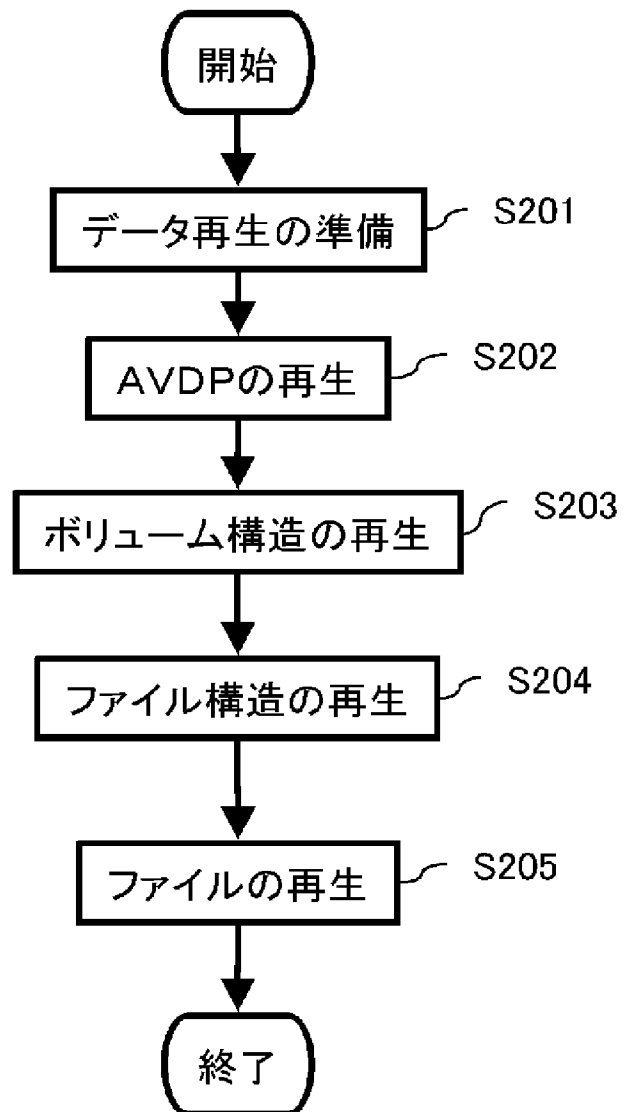 開始
データ再生の準備
S201
AVDPの再生
S202
ボリューム構造の再生
S203
ファイル構造の再生
S204
ファイルの再生
S205
終了